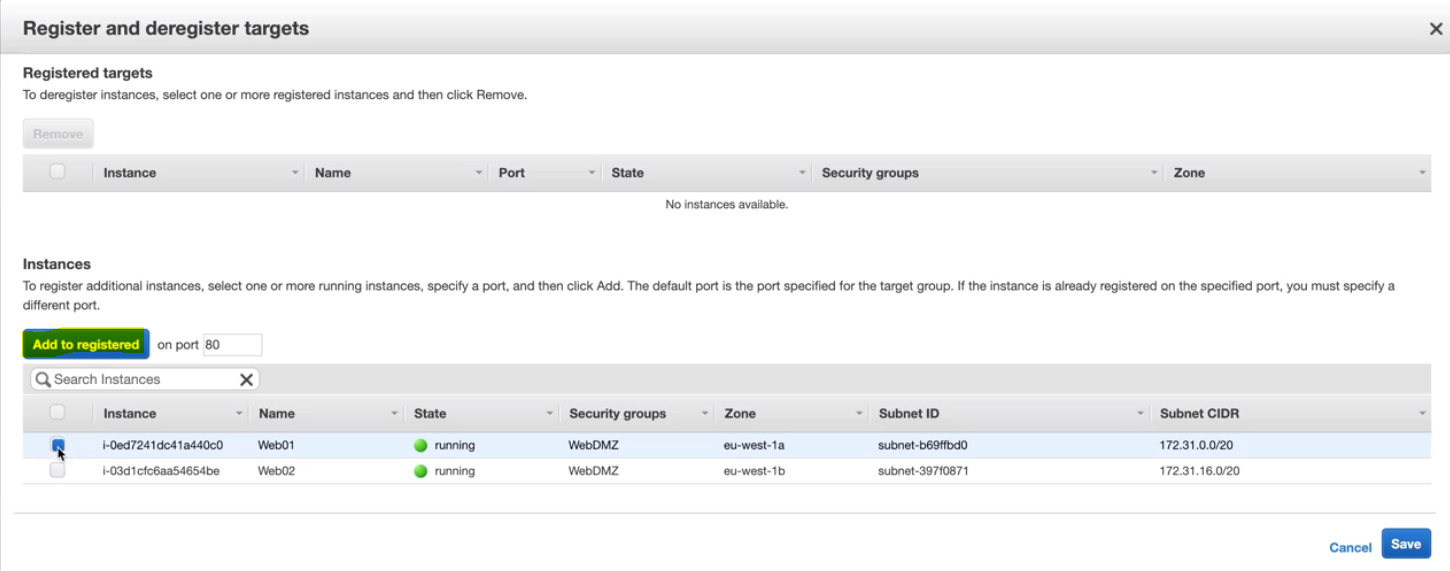 Register and deregister targets
Registered targets
To deregister instances, select one or more registered instances and then click Remove.
Remove
Instance Name Port State Security groups Zone
No instances available.
Instances
To register additional instances, select one or more running instances, specify a port, and then click Add. The default port is the port specified for the target group. If the instance is already registered on the specified port, you must specify a
different port.
Add to registered on port 80
Search Instances
Instance Name State Security groups Zone Subnet ID Subnet CIDR
i-0ed7241dc41a440c0 Web01 running WebDMZ eu-west-1a subnet-b69ffbd0 172.31.0.0/20
i-03d1cfc6aa54654be Web02 running WebDMZ eu-west-1b subnet-397f0871 172.31.16.0/20
Cancel Save